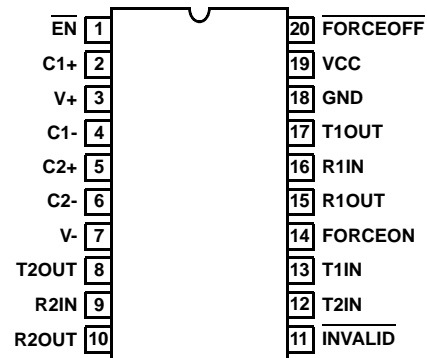 EN 1 20 FORCEOFF
C1+ 2 19 VCC
V+ 3 18 GND
C1- 4 17 T1OUT
C2+ 5 16 R1IN
C2- 6 15 R1OUT
V- 7 14 FORCEON
T2OUT 8 13 T1IN
R2IN 9 12 T2IN
R2OUT 10 11 INVALID